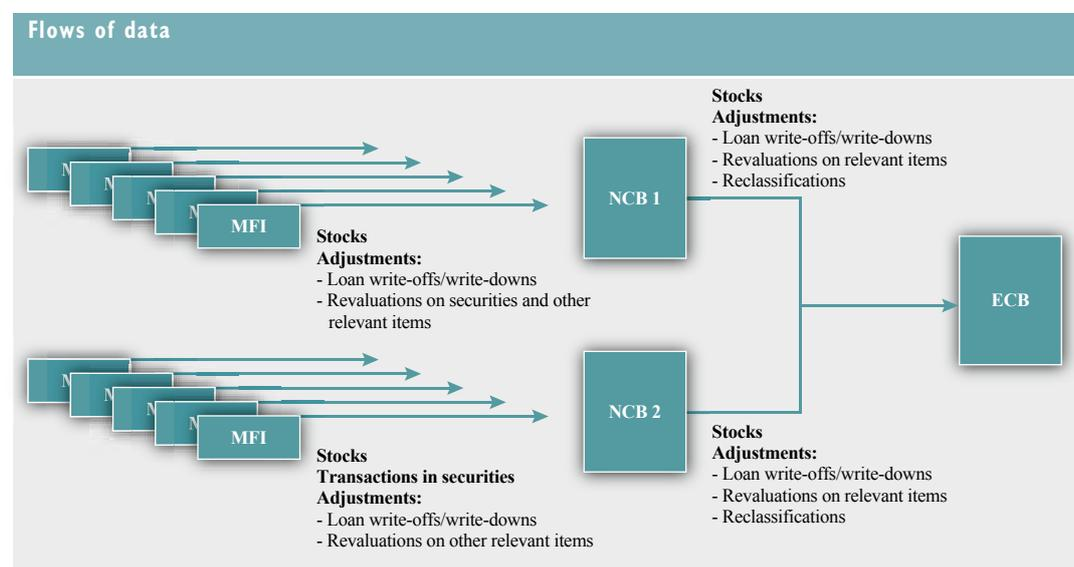 Flows of data
Stocks
Adjustments:
- Loan write-offs/write-downs
- Revaluations on relevant items
- Reclassifications
M
M
M
M
MFI
NCB 1
Stocks
Adjustments:
- Loan write-offs/write-downs
- Revaluations on securities and other
relevant items
ECB
M
M
M
M
MFI
NCB 2
Stocks
Transactions in securities
Adjustments:
- Loan write-offs/write-downs
- Revaluations on other relevant items
Stocks
Adjustments:
- Loan write-offs/write-downs
- Revaluations on relevant items
- Reclassifications